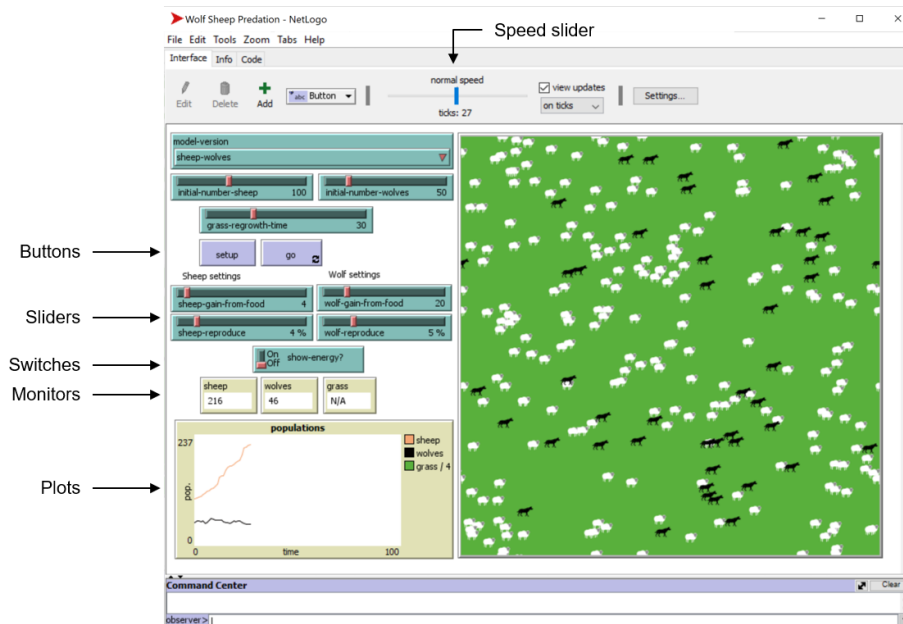 Wolf Sheep Predation - NetLogo
File Edit Tools Zoom Tabs Help
Speed slider
Interface Info Code
normal speed
Edit Delete Add abc Button
view updates
on ticks
Settings...
ticks: 27
model-version
sheep-wolves
initial-number-sheep 100
initial-number-wolves 50
grass-regrowth-time 30
Buttons
setup
go
Sheep settings
Wolf settings
sheep-gain-from-food 4
wolf-gain-from-food 20
Sliders
sheep-reproduce 4 %
wolf-reproduce 5 %
Switches
On
Off
show-energy?
Monitors
sheep
216
wolves
46
grass
N/A
populations
237
pop.
0
0
time
100
sheep
wolves
grass / 4
Plots
Command Center
Clear
observer>